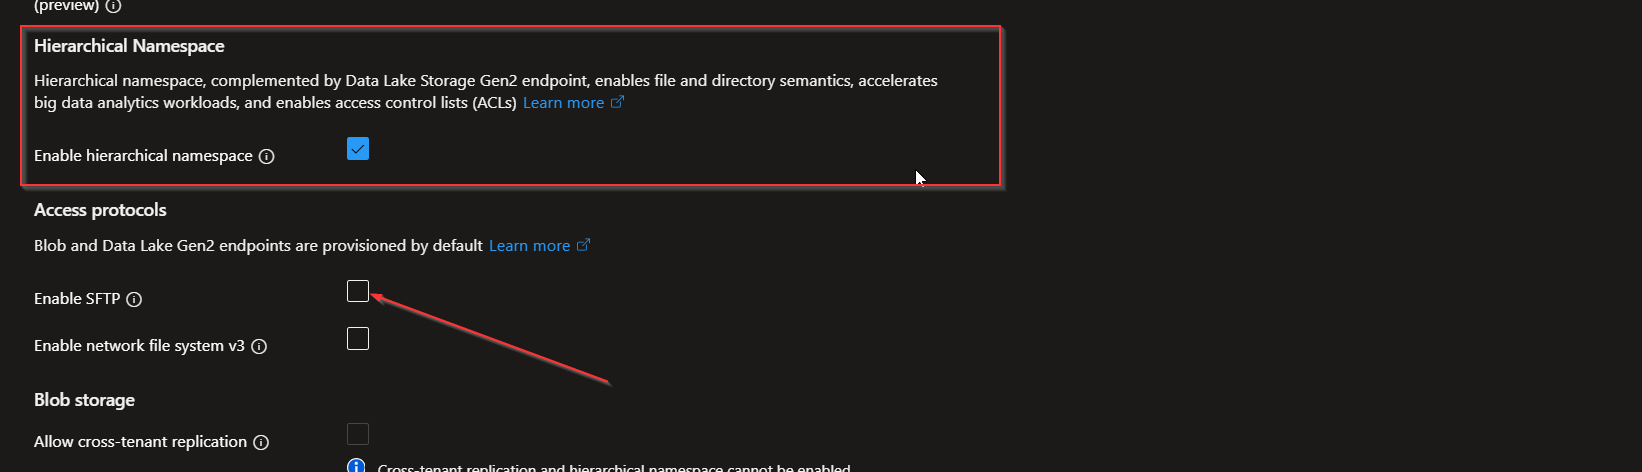 (preview)
Hierarchical Namespace
Hierarchical namespace, complemented by Data Lake Storage Gen2 endpoint, enables file and directory semantics, accelerates
big data analytics workloads, and enables access control lists (ACLs) Learn more
Enable hierarchical namespace
Access protocols
Blob and Data Lake Gen2 endpoints are provisioned by default Learn more
Enable SFTP
Enable network file system v3
Blob storage
Allow cross-tenant replication
Cross-tenant replication and hierarchical namespace cannot be enabled